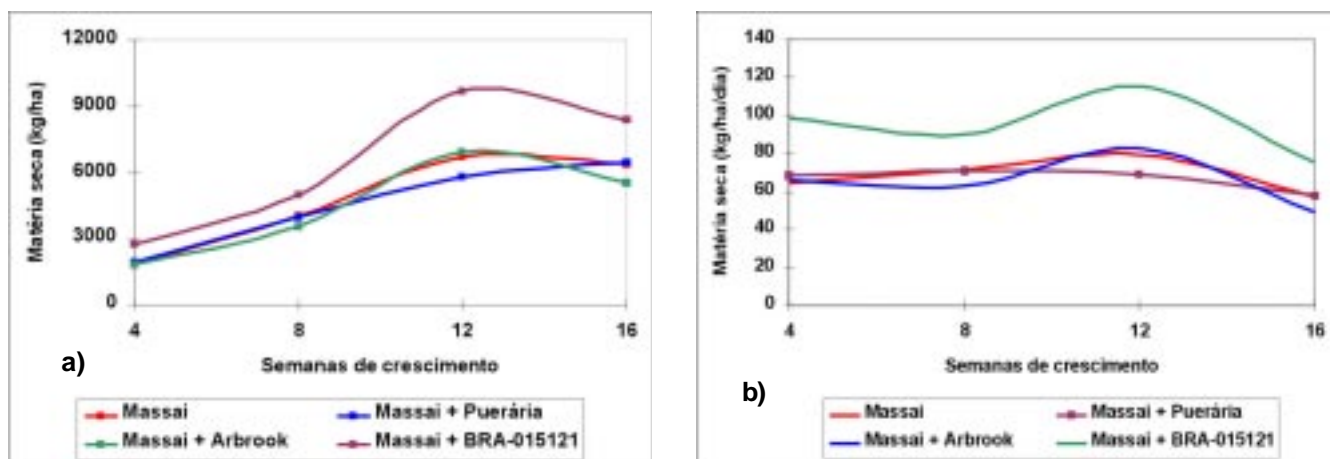 Matéria seca (kg/ha)
12000
9000
6000
3000
0
4 8 12 16
Semanas de crescimento
a)
Massai Massai + Puerária
Massai + Arbrook Massai + BRA-015121
Matéria seca (kg/ha/dia)
140
120
100
80
60
40
20
0
4 8 12 16
Semanas de crescimento
b)
Massai Massai + Puerária
Massai + Arbrook Massai + BRA-015121